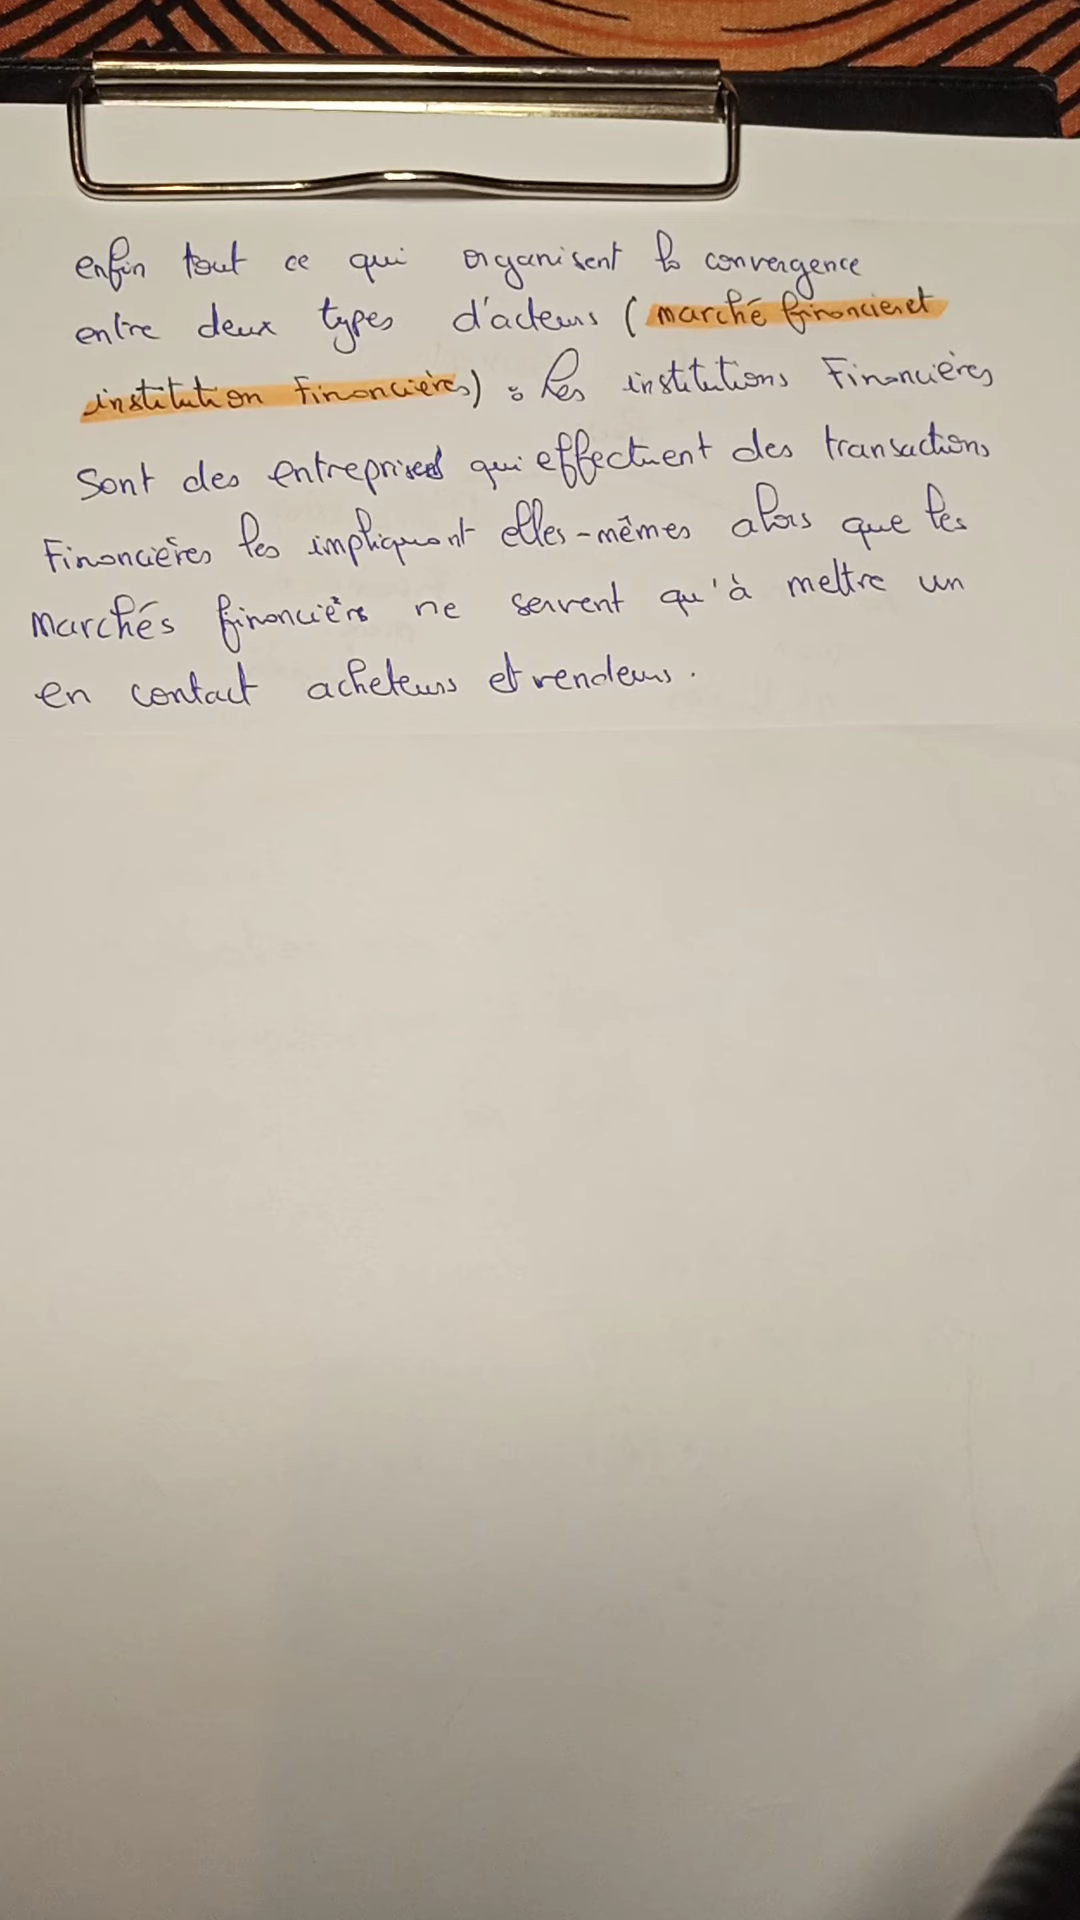 enfin tout ce qui organisent la convergence
entre deux types d'acteurs (marché financier et
institution Financières) : Les institutions Financières
Sont des entreprises qui effectuent des transactions
Financières les impliquant elles-mêmes alors que les
marchés financièrs ne servent qu'à mettre un
en contact acheteurs et vendeurs.